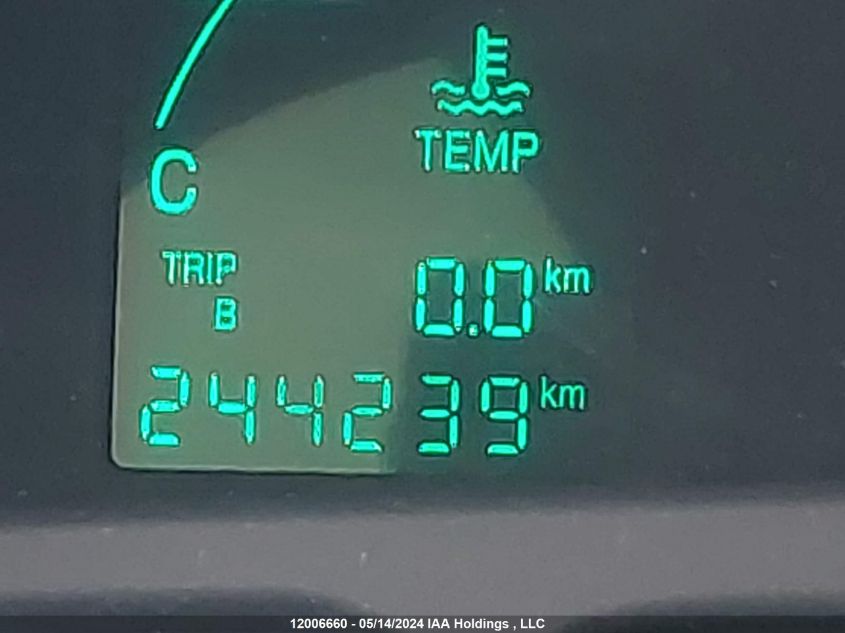 TEMP
C
TRIP
B
0.0 km
244239 km
12006660 - 05/14/2024 IAA Holdings , LLC